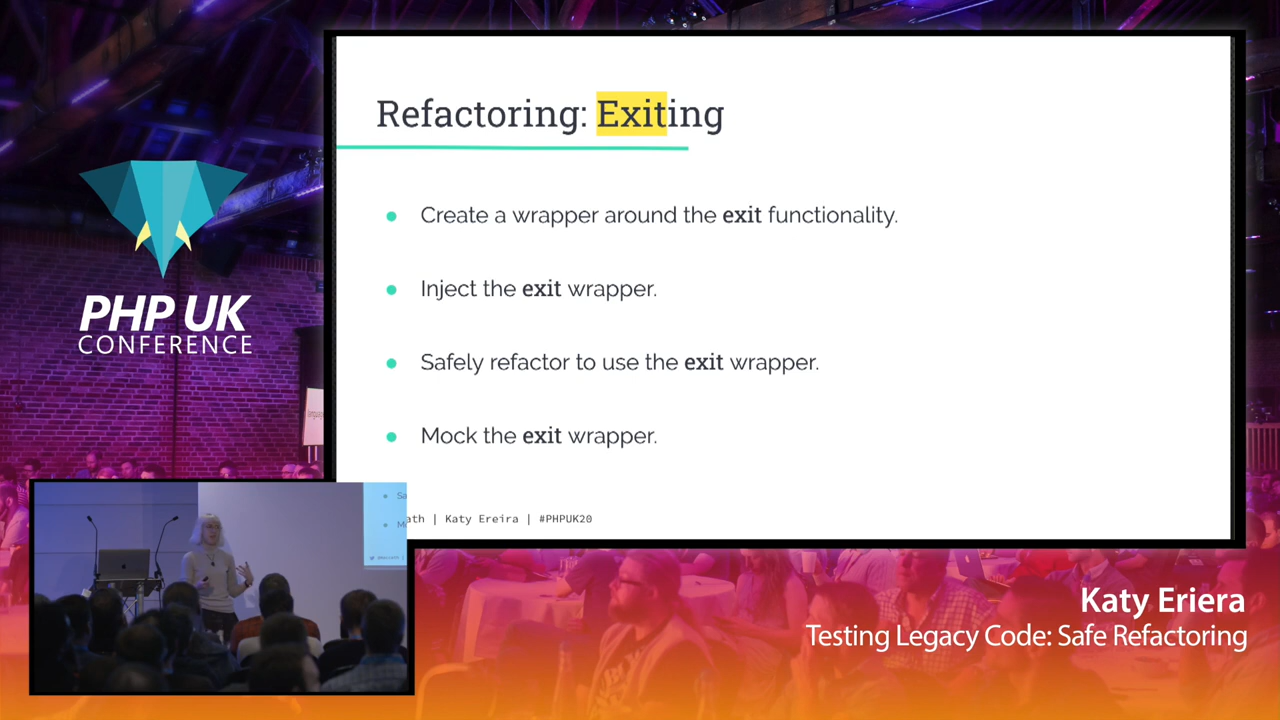 Refactoring: Exiting
Create a wrapper around the exit functionality.
Inject the exit wrapper.
Safely refactor to use the exit wrapper.
Mock the exit wrapper.
ath | Katy Ereira | #PHPUK20
PHP UK
CONFERENCE
Sa
M
Katy Eriera
Testing Legacy Code: Safe Refactoring